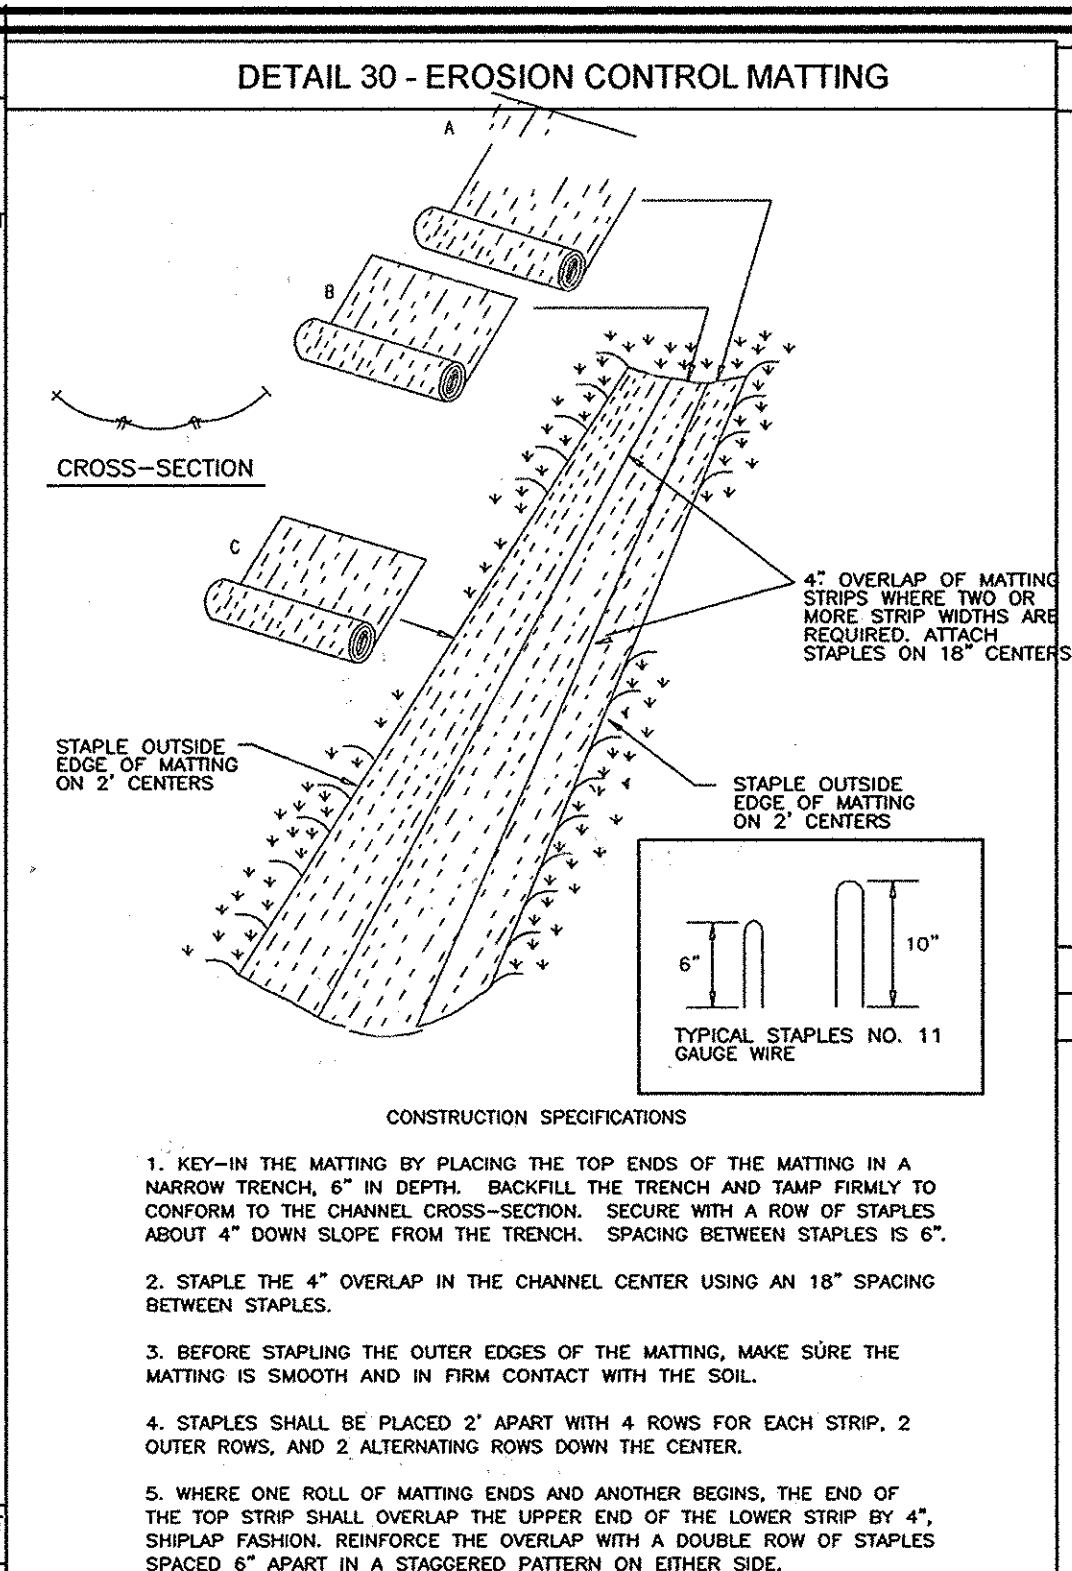 DETAIL 30 - EROSION CONTROL MATTING
A
B
CROSS-SECTION
C
4" OVERLAP OF MATTING
STRIPS WHERE TWO OR
MORE STRIP WIDTHS ARE
REQUIRED. ATTACH
STAPLES ON 18" CENTERS
STAPLE OUTSIDE
EDGE OF MATTING
ON 2' CENTERS
STAPLE OUTSIDE
EDGE OF MATTING
ON 2' CENTERS
6"
10"
TYPICAL STAPLES NO. 11
GAUGE WIRE
CONSTRUCTION SPECIFICATIONS
1. KEY-IN THE MATTING BY PLACING THE TOP ENDS OF THE MATTING IN A
NARROW TRENCH, 6" IN DEPTH. BACKFILL THE TRENCH AND TAMP FIRMLY TO
CONFORM TO THE CHANNEL CROSS-SECTION. SECURE WITH A ROW OF STAPLES
ABOUT 4" DOWN SLOPE FROM THE TRENCH. SPACING BETWEEN STAPLES IS 6".
2. STAPLE THE 4" OVERLAP IN THE CHANNEL CENTER USING AN 18" SPACING
BETWEEN STAPLES.
3. BEFORE STAPLING THE OUTER EDGES OF THE MATTING, MAKE SURE THE
MATTING IS SMOOTH AND IN FIRM CONTACT WITH THE SOIL.
4. STAPLES SHALL BE PLACED 2' APART WITH 4 ROWS FOR EACH STRIP, 2
OUTER ROWS, AND 2 ALTERNATING ROWS DOWN THE CENTER.
5. WHERE ONE ROLL OF MATTING ENDS AND ANOTHER BEGINS, THE END OF
THE TOP STRIP SHALL OVERLAP THE UPPER END OF THE LOWER STRIP BY 4",
SHIPLAP FASHION. REINFORCE THE OVERLAP WITH A DOUBLE ROW OF STAPLES
SPACED 6" APART IN A STAGGERED PATTERN ON EITHER SIDE.